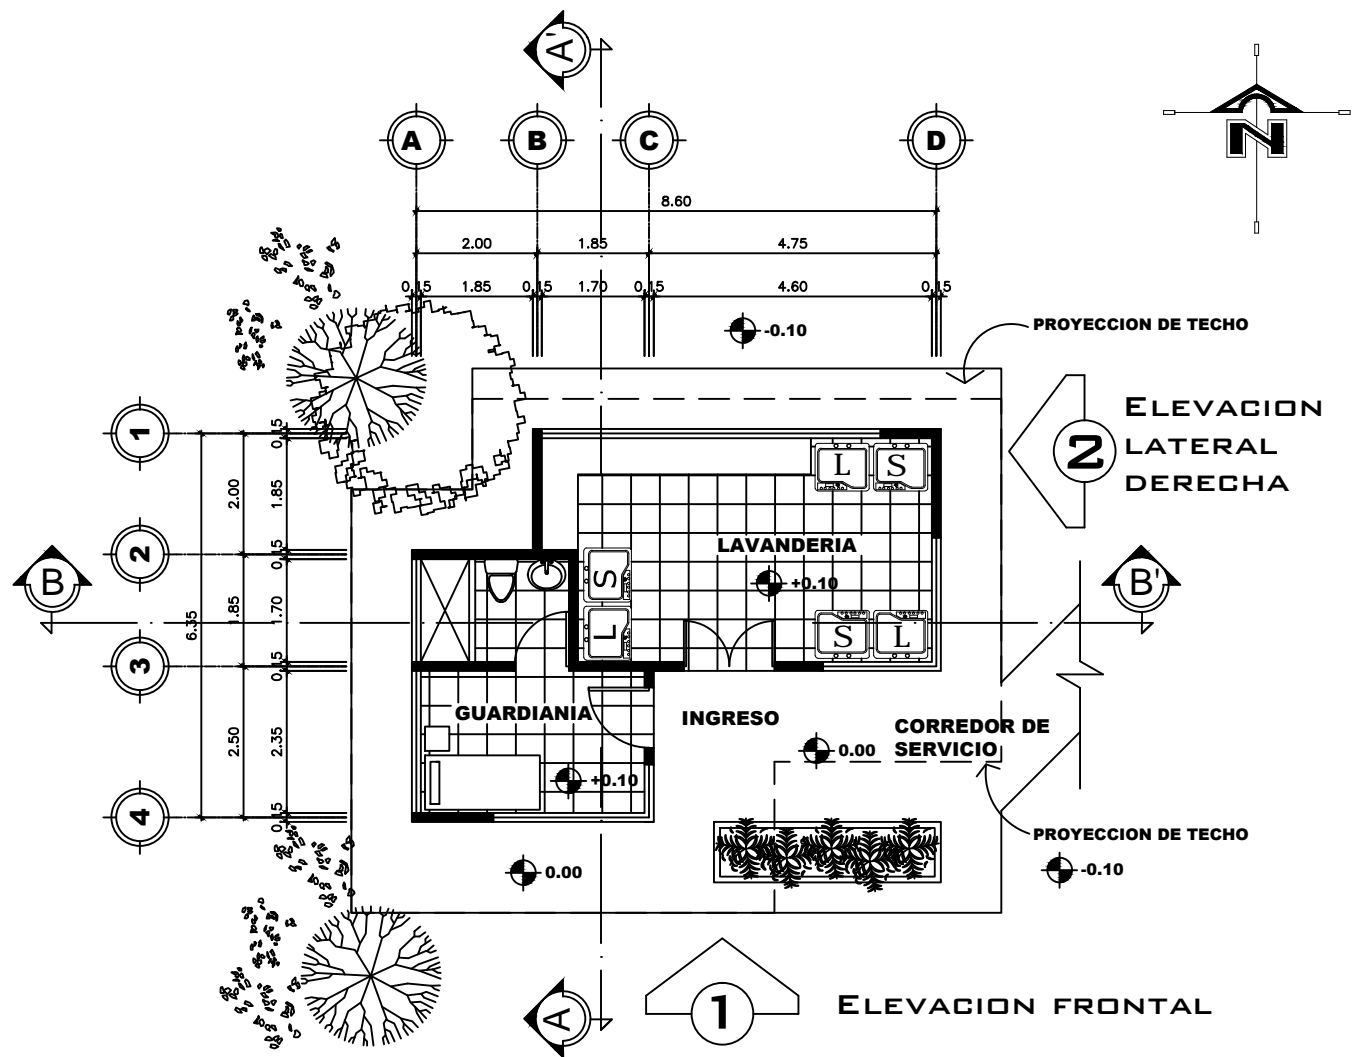 A'
N
A
B
C
D
8.60
2.00
1.85
4.75
0.15
1.85
0.15
1.70
0.15
4.60
0.15
-0.10
PROYECCION DE TECHO
1
2
3
4
0.15
2.00
1.85
0.15
6.35
1.85
1.70
0.15
2.50
2.35
0.15
2
ELEVACION
LATERAL
DERECHA
L
S
LAVANDERIA
+0.10
S
L
S
L
B
B'
GUARDIANIA
INGRESO
CORREDOR DE
SERVICIO
0.00
+0.10
PROYECCION DE TECHO
0.00
-0.10
A
1
ELEVACION FRONTAL